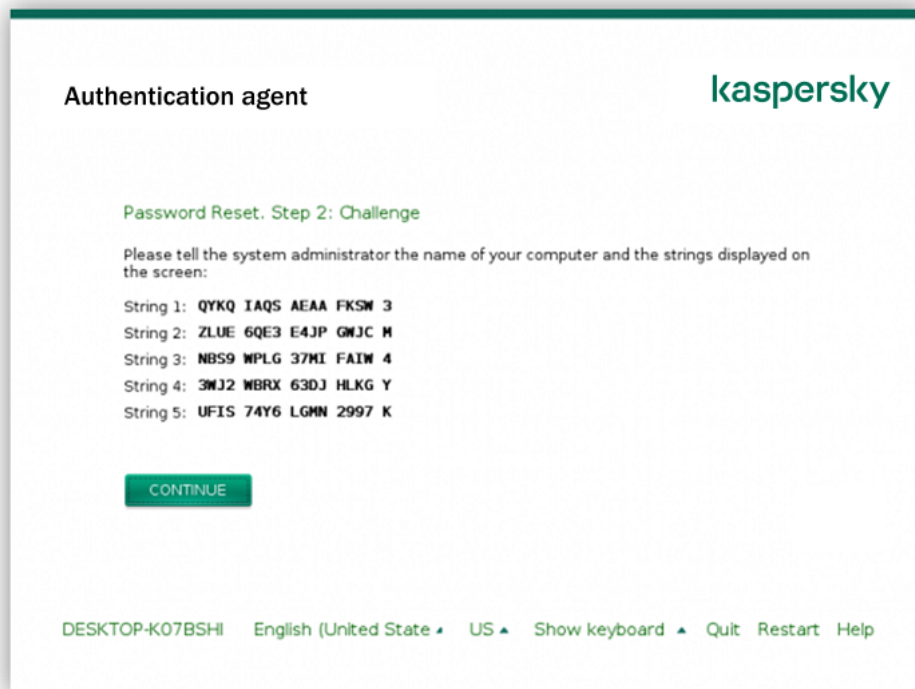 Authentication agent
kaspersky
Password Reset. Step 2: Challenge
Please tell the system administrator the name of your computer and the strings displayed on
the screen:
String 1: QYKQ IAQS AEAA FKSW 3
String 2: ZLUE 6QE3 E4JP GWJC M
String 3: NBS9 WPLG 37MI FAIW 4
String 4: 3WJ2 WBRX 63DJ HLKG Y
String 5: UFIS 74Y6 LGMN 2997 K
CONTINUE
DESKTOP-K07BSHI English (United State US Show keyboard Quit Restart Help